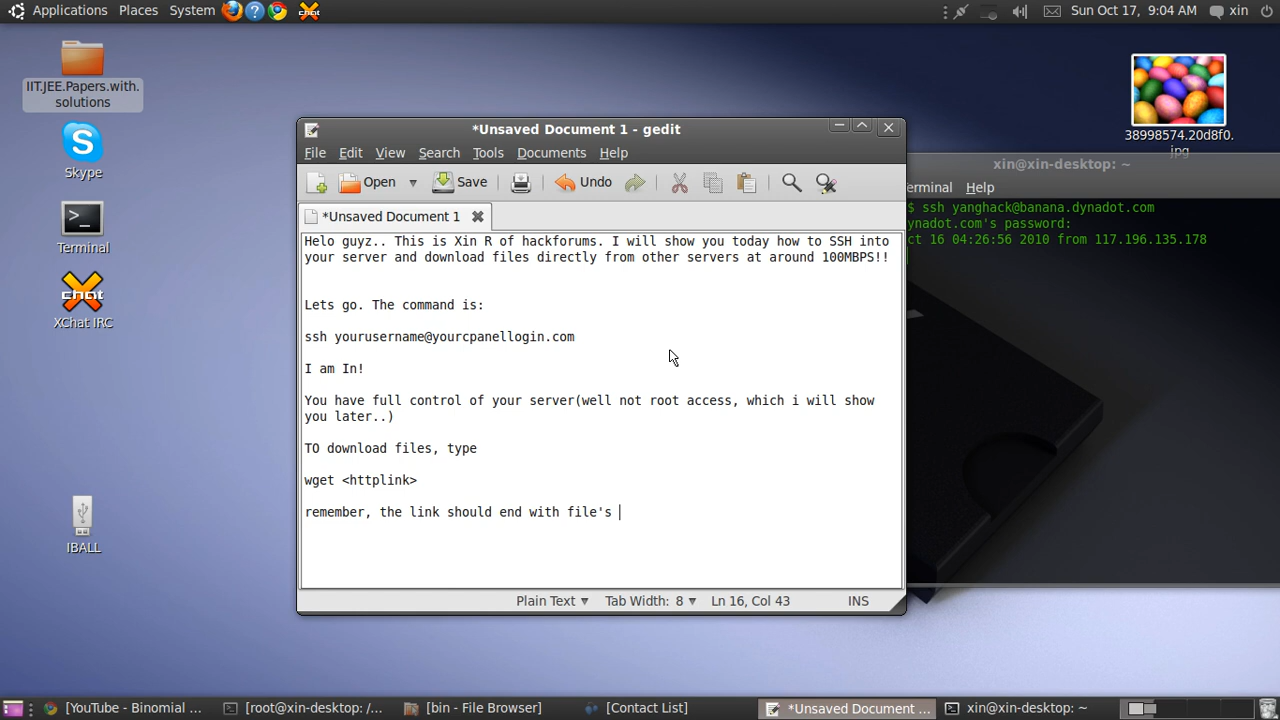 Applications Places System
Sun Oct 17, 9:04 AM xin
IIT.JEE.Papers.with.
solutions
Skype
Terminal
chat
XChat IRC
IBALL
38998574.20d8f0.
jpg
*Unsaved Document 1 - gedit
File Edit View Search Tools Documents Help
Open Save Undo
*Unsaved Document 1
Helo guyz.. This is Xin R of hackforums. I will show you today how to SSH into
your server and download files directly from other servers at around 100MBPS!!
Lets go. The command is:
ssh yourusername@yourcpanellogin.com
I am In!
You have full control of your server(well not root access, which i will show
you later..)
TO download files, type
wget <httplink>
remember, the link should end with file's
Plain Text Tab Width: 8 Ln 16, Col 43 INS
xin@xin-desktop: ~
erminal Help
$ ssh yanghack@banana.dynadot.com
ynadot.com's password:
ct 16 04:26:56 2010 from 117.196.135.178
[YouTube - Binomial ... [root@xin-desktop: /... [bin - File Browser] [Contact List] *Unsaved Document ... xin@xin-desktop: ~